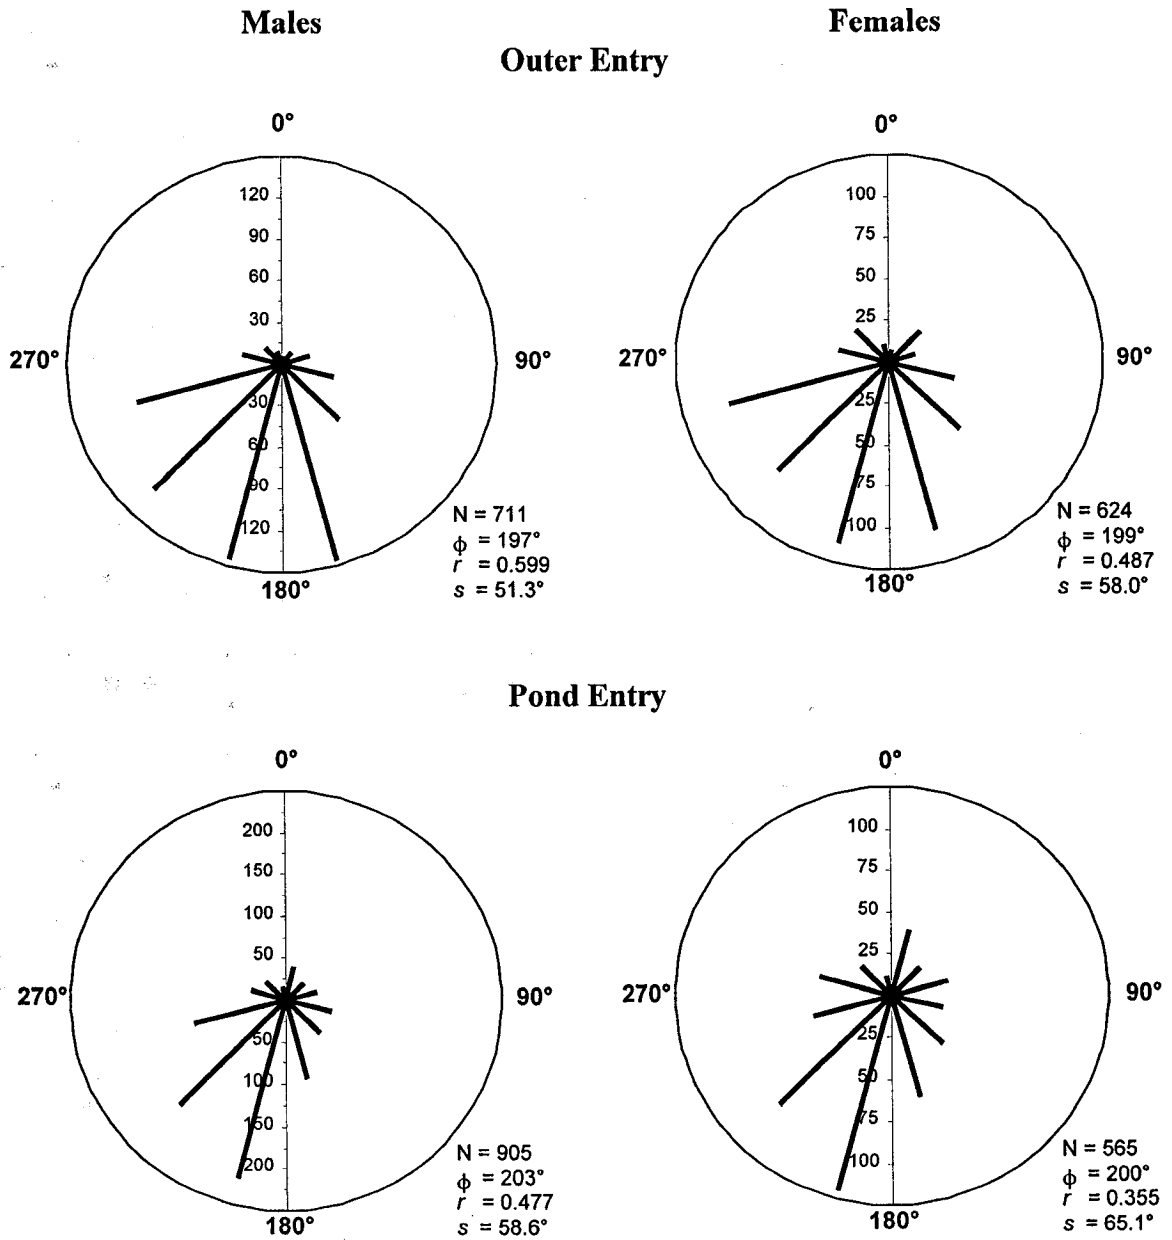 Males
Females
Outer Entry
0°
120
90
60
30
270°
90°
30
60
90
120
180°
N = 711
ϕ = 197°
r = 0.599
s = 51.3°
0°
100
75
50
25
270°
90°
25
50
75
100
180°
N = 624
ϕ = 199°
r = 0.487
s = 58.0°
Pond Entry
0°
200
150
100
50
270°
90°
50
100
150
200
180°
N = 905
ϕ = 203°
r = 0.477
s = 58.6°
0°
100
75
50
25
270°
90°
25
50
75
100
180°
N = 565
ϕ = 200°
r = 0.355
s = 65.1°